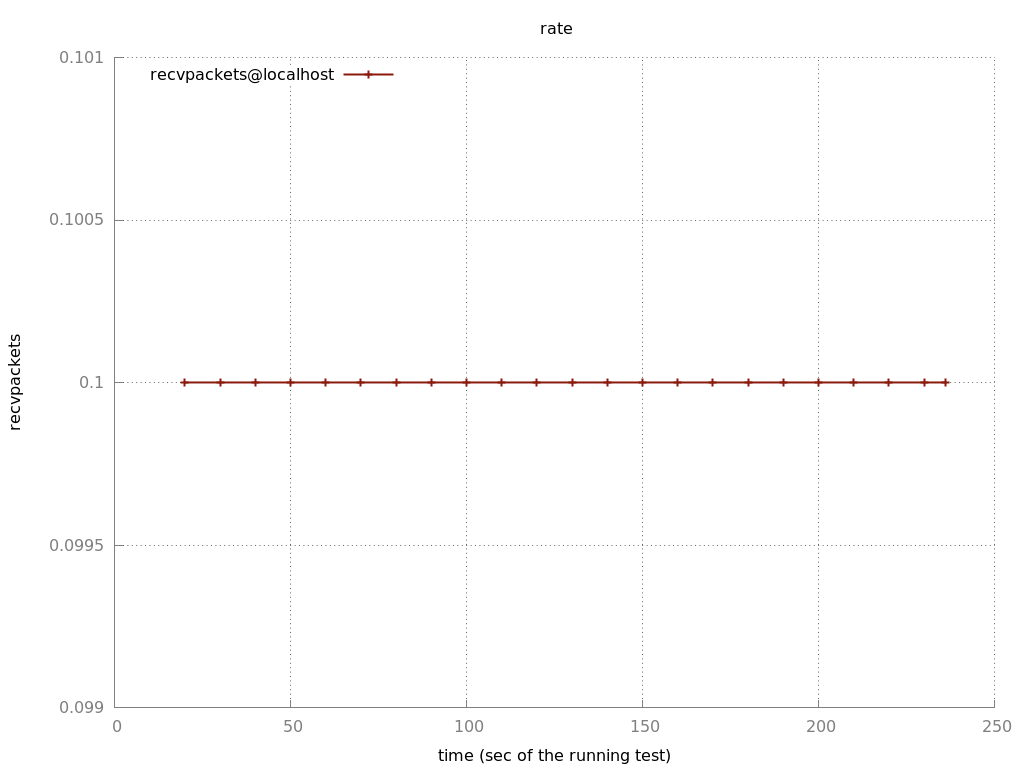 rate
0.101
recvpackets@localhost
0.1005
0.1
0.0995
0.099
recvpackets
0 50 100 150 200 250
time (sec of the running test)